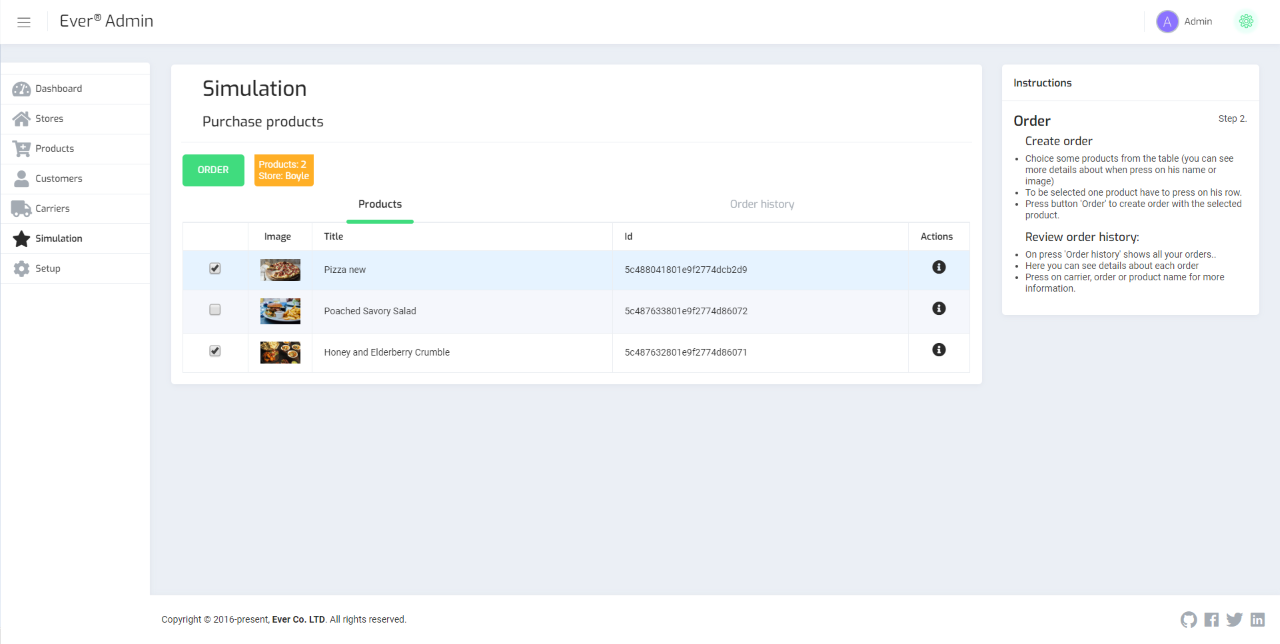 Ever® Admin
A Admin
Dashboard
Stores
Products
Customers
Carriers
Simulation
Setup
Simulation
Purchase products
ORDER
Products: 2
Store: Boyle
Products
Order history
Image Title Id Actions
Pizza new 5c488041801e9f2774dcb2d9
Poached Savory Salad 5c487633801e9f2774d86072
Honey and Elderberry Crumble 5c487632801e9f2774d86071
Instructions
Order Step 2.
Create order
Choice some products from the table (you can see
more details about when press on his name or
image)
To be selected one product have to press on his row.
Press button 'Order' to create order with the selected
product.
Review order history:
On press 'Order history' shows all your orders..
Here you can see details about each order
Press on carrier, order or product name for more
information.
Copyright © 2016-present, Ever Co. LTD. All rights reserved.